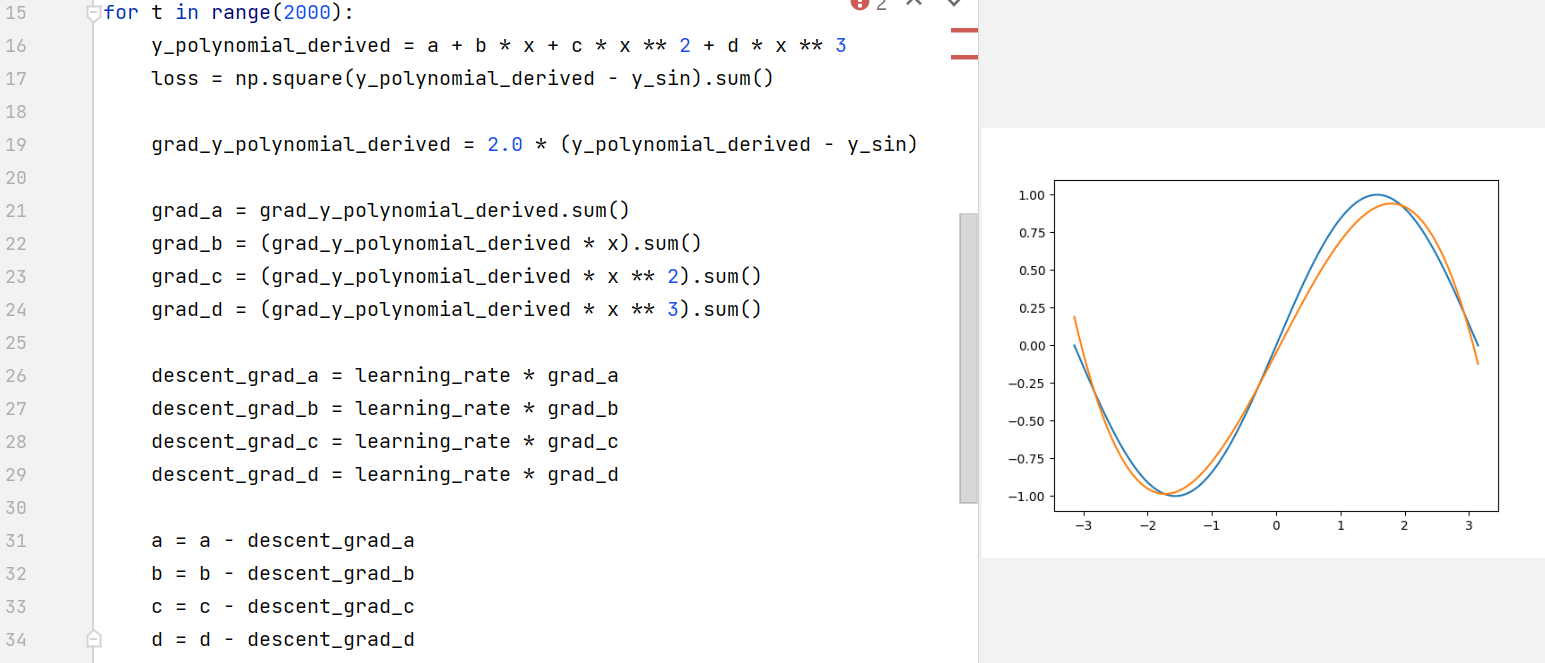 15 for t in range(2000):
2
16 y_polynomial_derived = a + b * x + c * x ** 2 + d * x ** 3
17 loss = np.square(y_polynomial_derived - y_sin).sum()
18
19 grad_y_polynomial_derived = 2.0 * (y_polynomial_derived - y_sin)
20
21 grad_a = grad_y_polynomial_derived.sum()
22 grad_b = (grad_y_polynomial_derived * x).sum()
23 grad_c = (grad_y_polynomial_derived * x ** 2).sum()
24 grad_d = (grad_y_polynomial_derived * x ** 3).sum()
25
26 descent_grad_a = learning_rate * grad_a
27 descent_grad_b = learning_rate * grad_b
28 descent_grad_c = learning_rate * grad_c
29 descent_grad_d = learning_rate * grad_d
30
31 a = a - descent_grad_a
32 b = b - descent_grad_b
33 c = c - descent_grad_c
34 d = d - descent_grad_d
1.00
0.75
0.50
0.25
0.00
−0.25
−0.50
−0.75
−1.00
−3 −2 −1 0 1 2 3